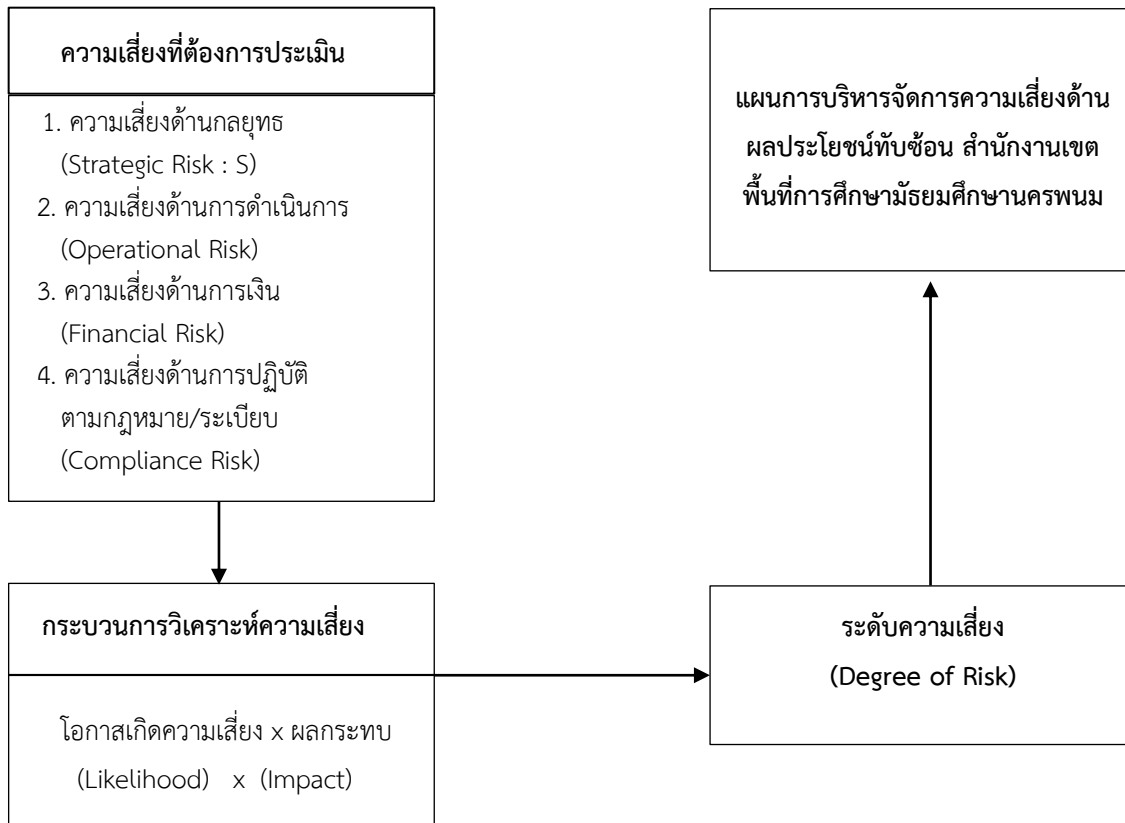 ความเสี่ยงที่ต้องการประเมิน
1. ความเสี่ยงด้านกลยุทธ
(Strategic Risk : S)
2. ความเสี่ยงด้านการดำเนินการ
(Operational Risk)
3. ความเสี่ยงด้านการเงิน
(Financial Risk)
4. ความเสี่ยงด้านการปฏิบัติ
ตามกฎหมาย/ระเบียบ
(Compliance Risk)
กระบวนการวิเคราะห์ความเสี่ยง
โอกาสเกิดความเสี่ยง x ผลกระทบ
(Likelihood) x (Impact)
ระดับความเสี่ยง
(Degree of Risk)
แผนการบริหารจัดการความเสี่ยงด้าน
ผลประโยชน์ทับซ้อน สำนักงานเขต
พื้นที่การศึกษามัธยมศึกษานครพนม